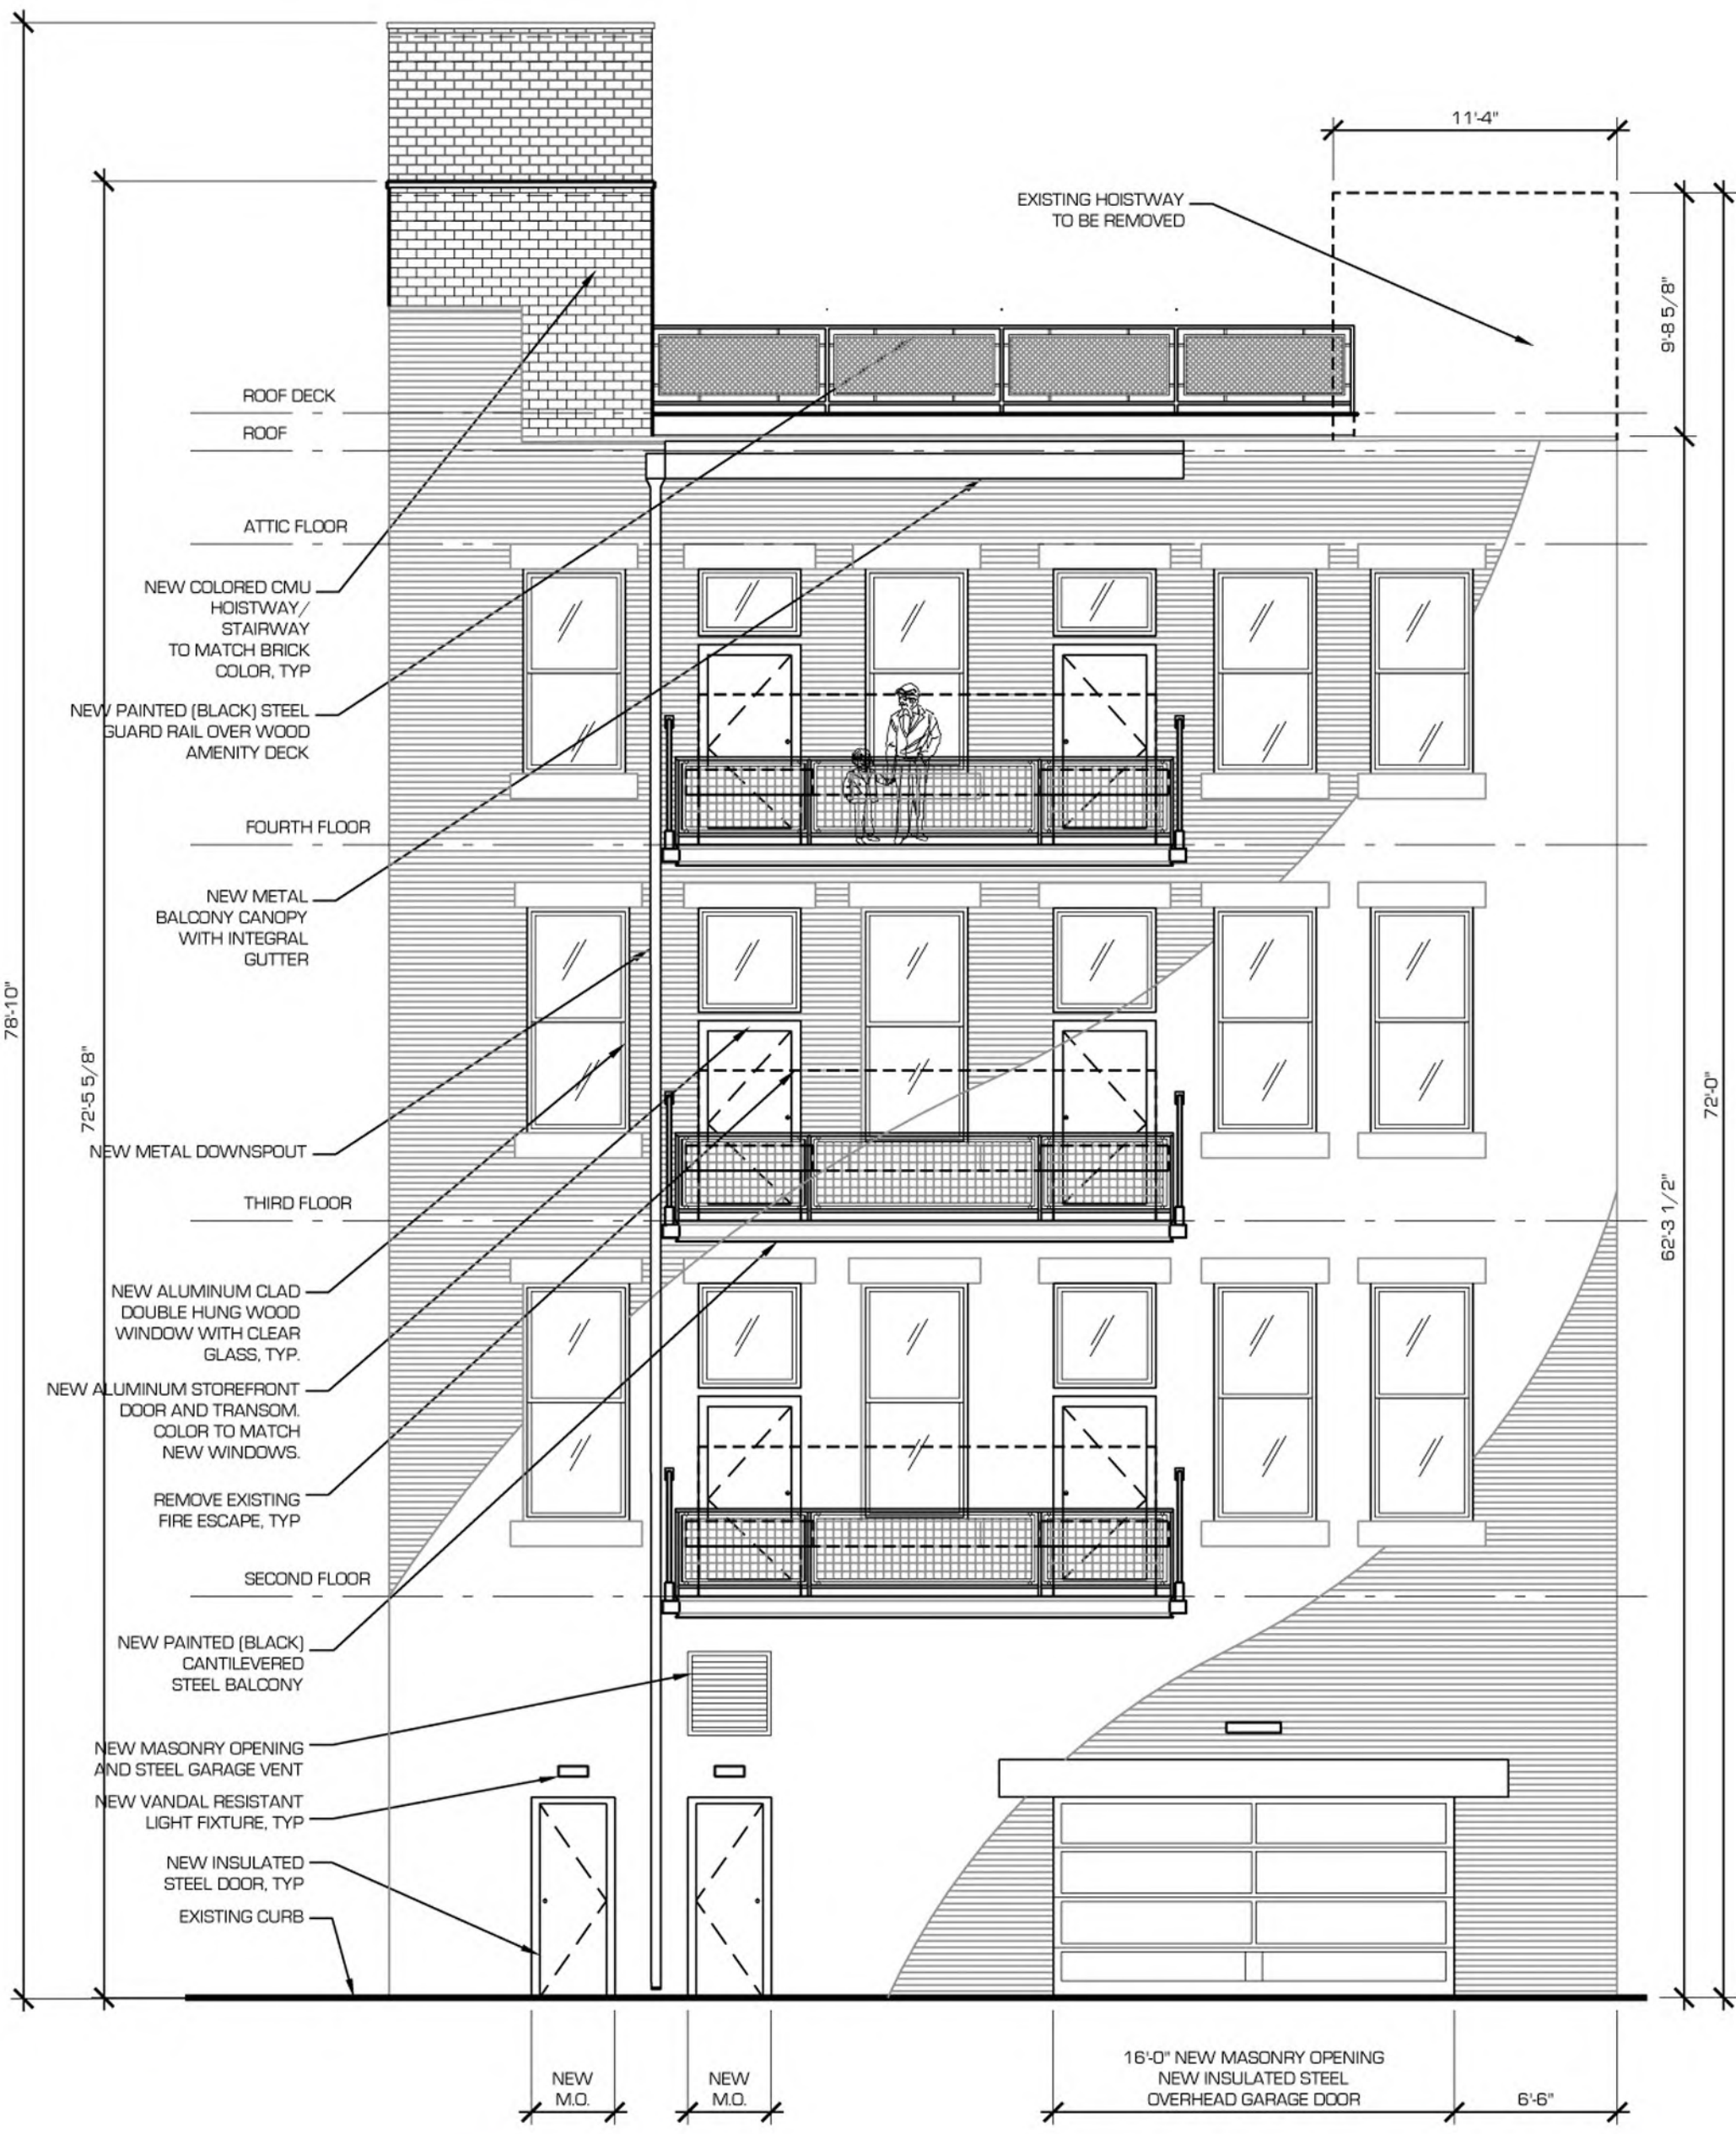 11'-4"
EXISTING HOISTWAY
TO BE REMOVED
9'-8 5/8"
ROOF DECK
ROOF
ATTIC FLOOR
NEW COLORED CMU
HOISTWAY/
STAIRWAY
TO MATCH BRICK
COLOR, TYP
NEW PAINTED (BLACK) STEEL
GUARD RAIL OVER WOOD
AMENITY DECK
FOURTH FLOOR
NEW METAL
BALCONY CANOPY
WITH INTEGRAL
GUTTER
78'-10"
72'-5 5/8"
72'-0"
62'-3 1/2"
NEW METAL DOWNSPOUT
THIRD FLOOR
NEW ALUMINUM CLAD
DOUBLE HUNG WOOD
WINDOW WITH CLEAR
GLASS, TYP.
NEW ALUMINUM STOREFRONT
DOOR AND TRANSOM.
COLOR TO MATCH
NEW WINDOWS.
REMOVE EXISTING
FIRE ESCAPE, TYP
SECOND FLOOR
NEW PAINTED (BLACK)
CANTILEVERED
STEEL BALCONY
NEW MASONRY OPENING
AND STEEL GARAGE VENT
NEW VANDAL RESISTANT
LIGHT FIXTURE, TYP
NEW INSULATED
STEEL DOOR, TYP
EXISTING CURB
NEW
M.O.
NEW
M.O.
16'-0" NEW MASONRY OPENING
NEW INSULATED STEEL
OVERHEAD GARAGE DOOR
6'-6"